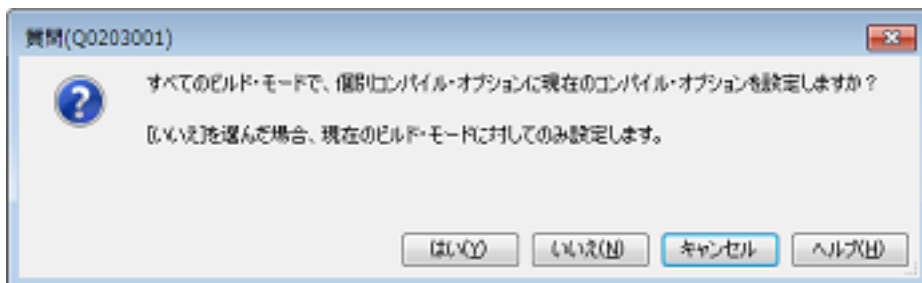 質問(Q0203001)
すべてのビルド・モードで、個別コンパイル・オプションに現在のコンパイル・オプションを設定しますか？
[いいえ]を選んだ場合、現在のビルド・モードに対してのみ設定します。
はい(Y) いいえ(N) キャンセル ヘルプ(H)